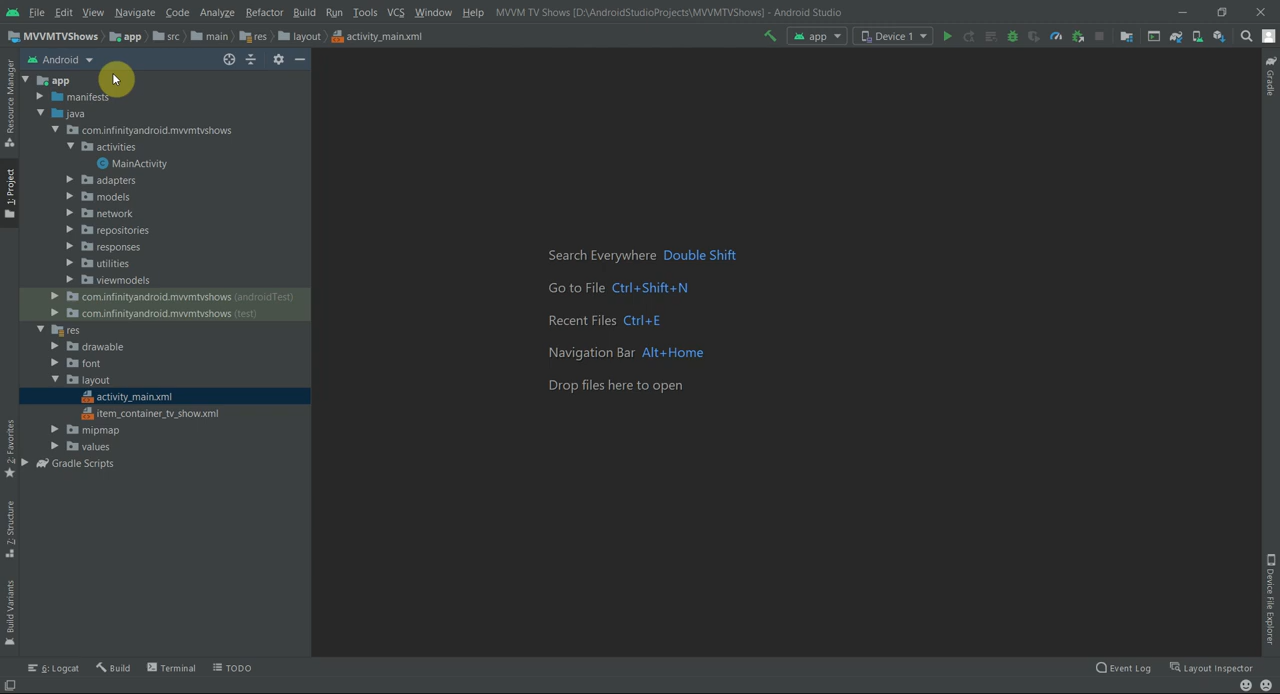 File Edit View Navigate Code Analyze Refactor Build Run Tools VCS Window Help MVVM TV Shows [D:\AndroidStudioProjects\MVVMTVShows] - Android Studio
MVVMTVShows app src main res layout activity_main.xml app Device 1
Android
app
manifests
java
com.infinityandroid.mvvmtvshows
activities
MainActivity
adapters
models
network
repositories
responses
utilities
viewmodels
com.infinityandroid.mvvmtvshows (androidTest)
com.infinityandroid.mvvmtvshows (test)
res
drawable
font
layout
activity_main.xml
item_container_tv_show.xml
mipmap
values
Gradle Scripts
Resource Manager
1: Project
2: Favorites
7: Structure
Build Variants
Search Everywhere Double Shift
Go to File Ctrl+Shift+N
Recent Files Ctrl+E
Navigation Bar Alt+Home
Drop files here to open
Gradle
Device File Explorer
6: Logcat Build Terminal TODO Event Log Layout Inspector